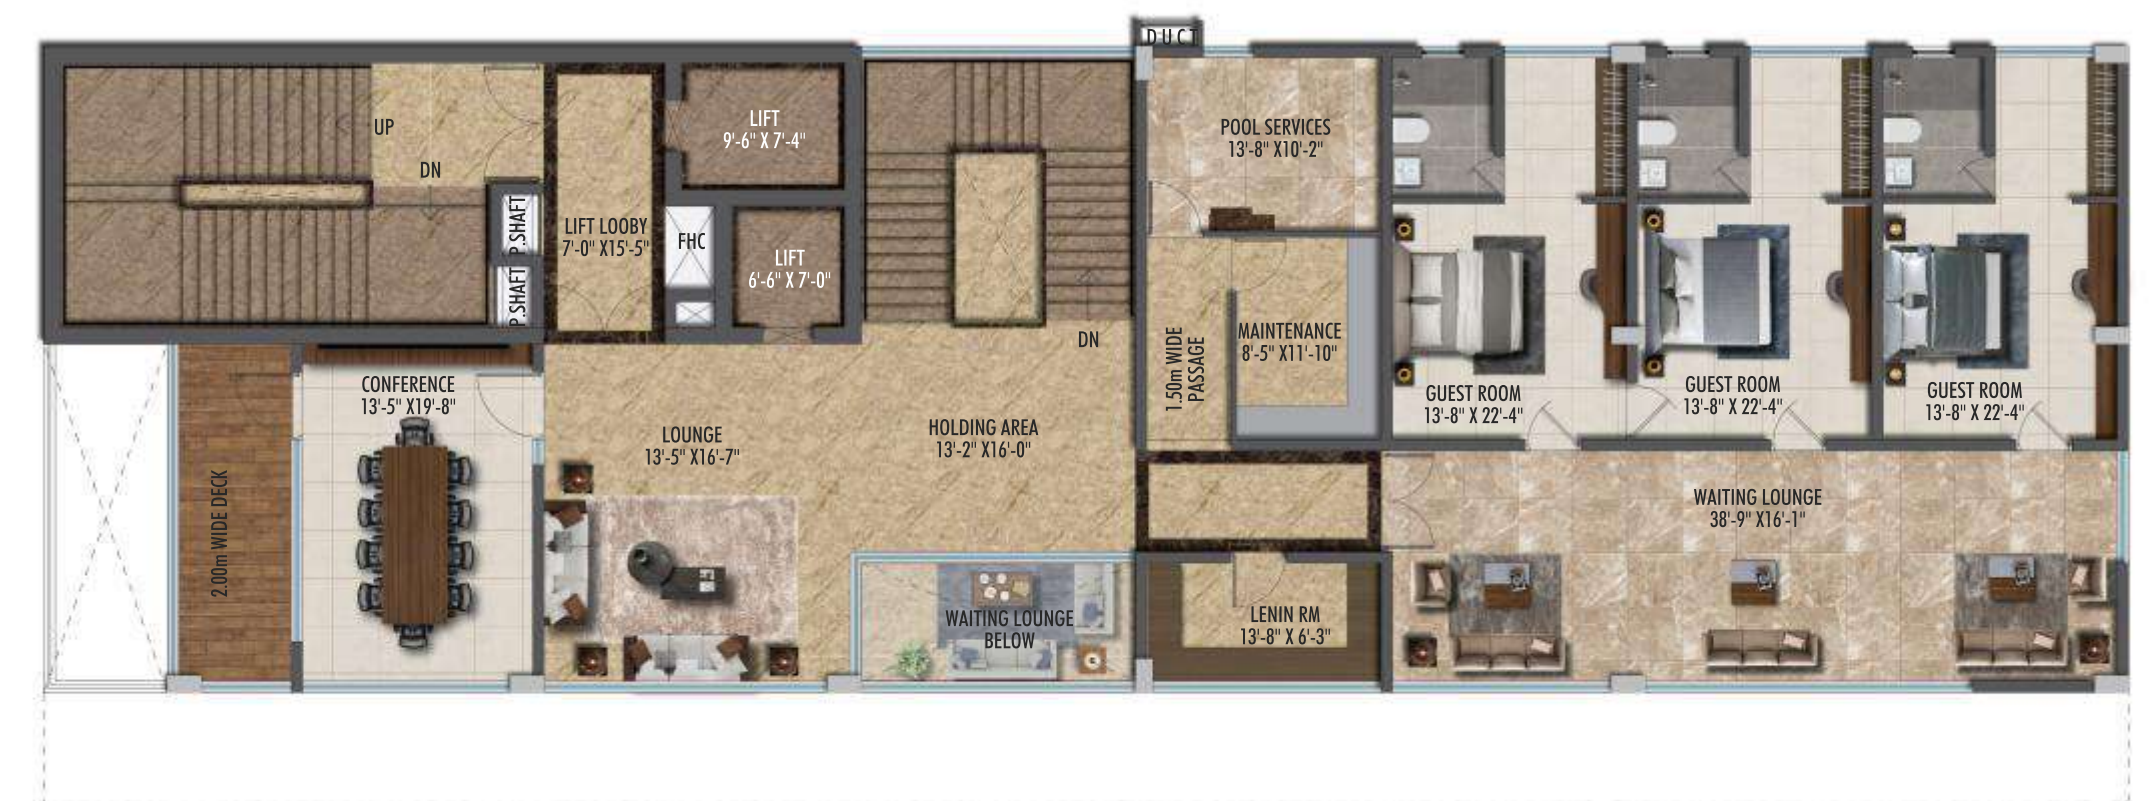 DUCT
UP
DN
P.SHAFT
P.SHAFT
LIFT LOOBY
7'-0" X15'-5"
LIFT
9'-6" X 7'-4"
FHC
LIFT
6'-6" X 7'-0"
DN
POOL SERVICES
13'-8" X10'-2"
1.50m WIDE
PASSAGE
MAINTENANCE
8'-5" X11'-10"
GUEST ROOM
13'-8" X 22'-4"
GUEST ROOM
13'-8" X 22'-4"
GUEST ROOM
13'-8" X 22'-4"
2.00m WIDE DECK
CONFERENCE
13'-5" X19'-8"
LOUNGE
13'-5" X16'-7"
HOLDING AREA
13'-2" X16'-0"
WAITING LOUNGE
BELOW
LENIN RM
13'-8" X 6'-3"
WAITING LOUNGE
38'-9" X16'-1"